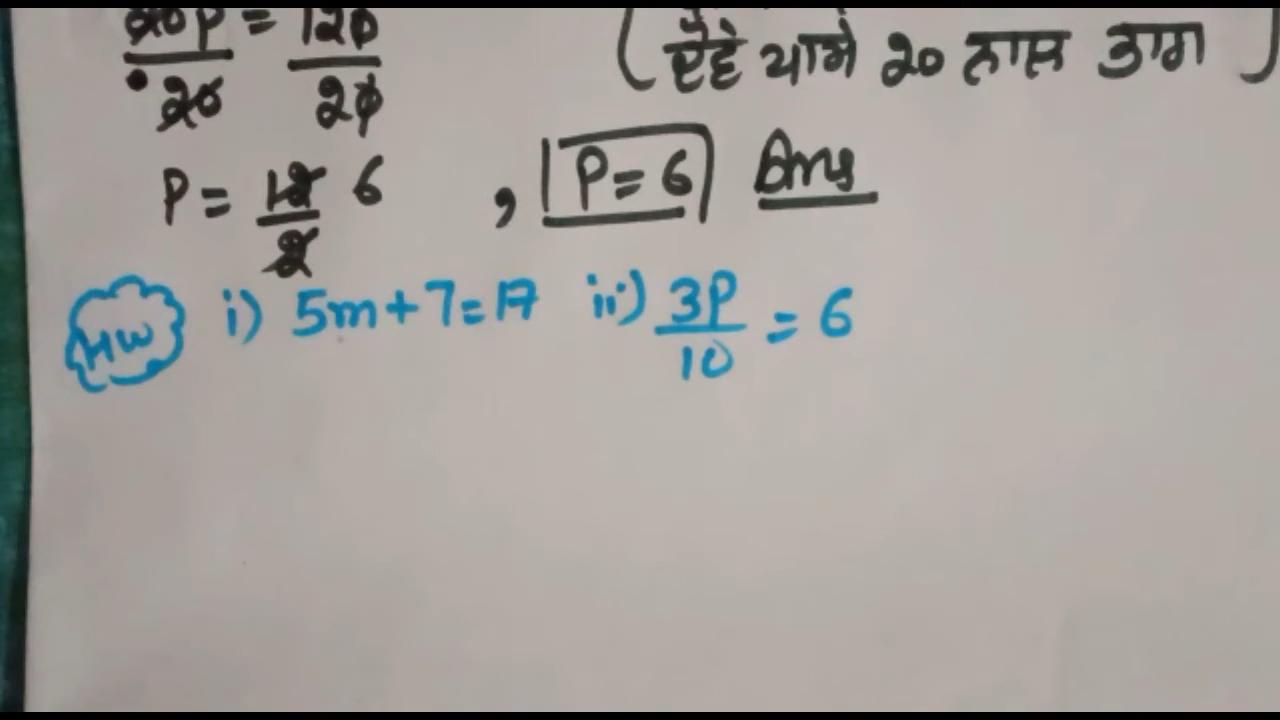 20p = 120
20 20
(ਦੋਵੇਂ ਪਾਸੇ 20 ਨਾਲ ਭਾਗ)
P = 12/2 6 , P = 6 Ans
HW i) 5m + 7 = 17 ii) 3P/10 = 6